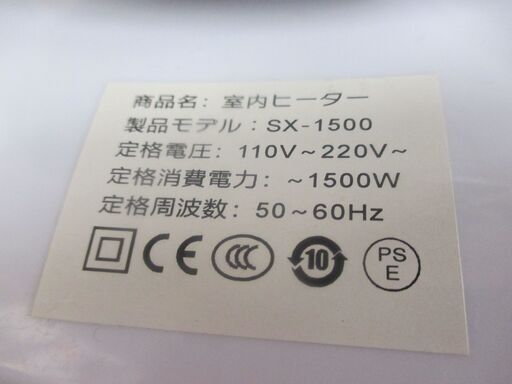 商品名: 室内ヒーター
製品モデル: SX-1500
定格電圧: 110V～220V～
定格消費電力: ～1500W
定格周波数: 50～60Hz
CE CCC 10 PSE